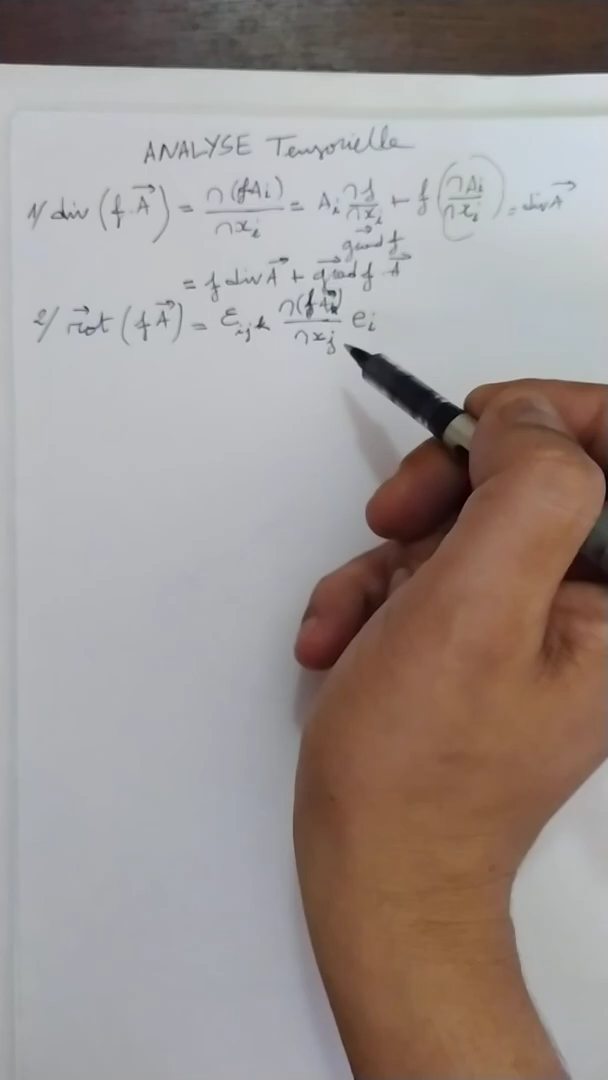 ANALYSE Tensorielle
1/ div (f.A⃗) = ∂(fAi)/∂xi = Ai ∂f/∂xi + f (∂Ai/∂xi) = div A⃗
grad⃗ f
= f div A⃗ + grad⃗ f A⃗
2/ rot⃗ (f A⃗) = εijk ∂(fAk)/∂xj ei